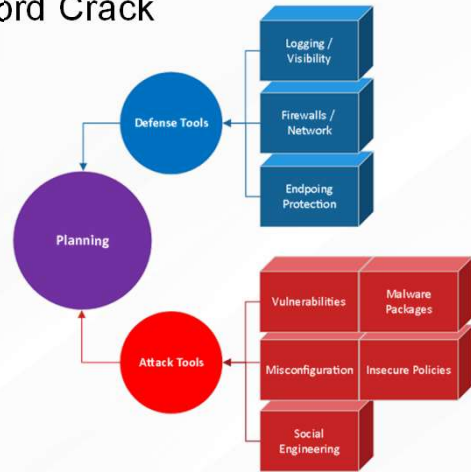 ord Crack
Logging /
Visibility
Defense Tools
Firewalls /
Network
Endpoing
Protection
Planning
Vulnerabilities
Malware
Packages
Attack Tools
Misconfiguration
Insecure Policies
Social
Engineering